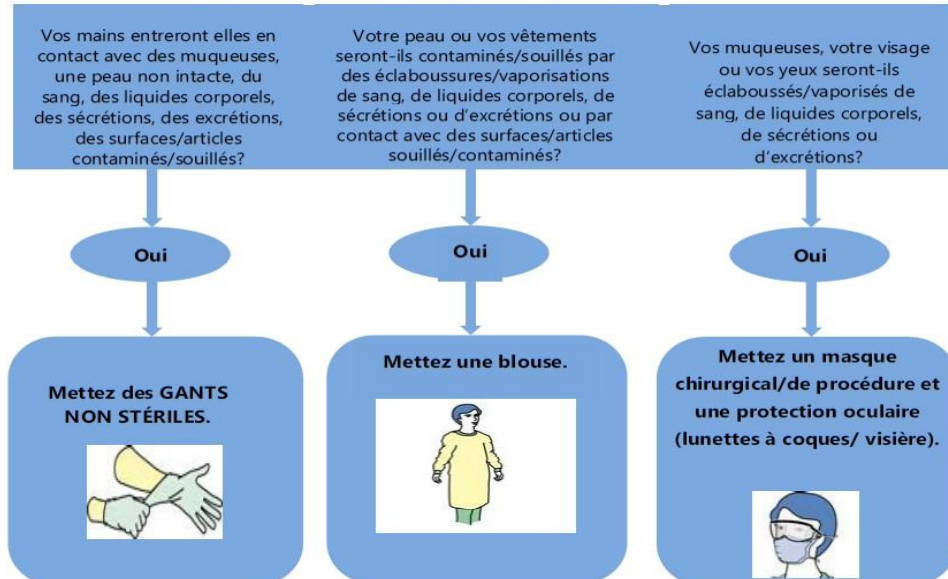 Vos mains entreront elles en
contact avec des muqueuses,
une peau non intacte, du
sang, des liquides corporels,
des sécrétions, des excrétions,
des surfaces/articles
contaminés/souillés?
Votre peau ou vos vêtements
seront-ils contaminés/souillés par
des éclaboussures/vaporisations
de sang, de liquides corporels, de
sécrétions ou d'excrétions ou par
contact avec des surfaces/articles
souillés/contaminés?
Vos muqueuses, votre visage
ou vos yeux seront-ils
éclaboussés/vaporisés de
sang, de liquides corporels,
de sécrétions ou
d'excrétions?
Oui
Oui
Oui
Mettez des GANTS
NON STÉRILES.
Mettez une blouse.
Mettez un masque
chirurgical/de procédure et
une protection oculaire
(lunettes à coques/ visière).